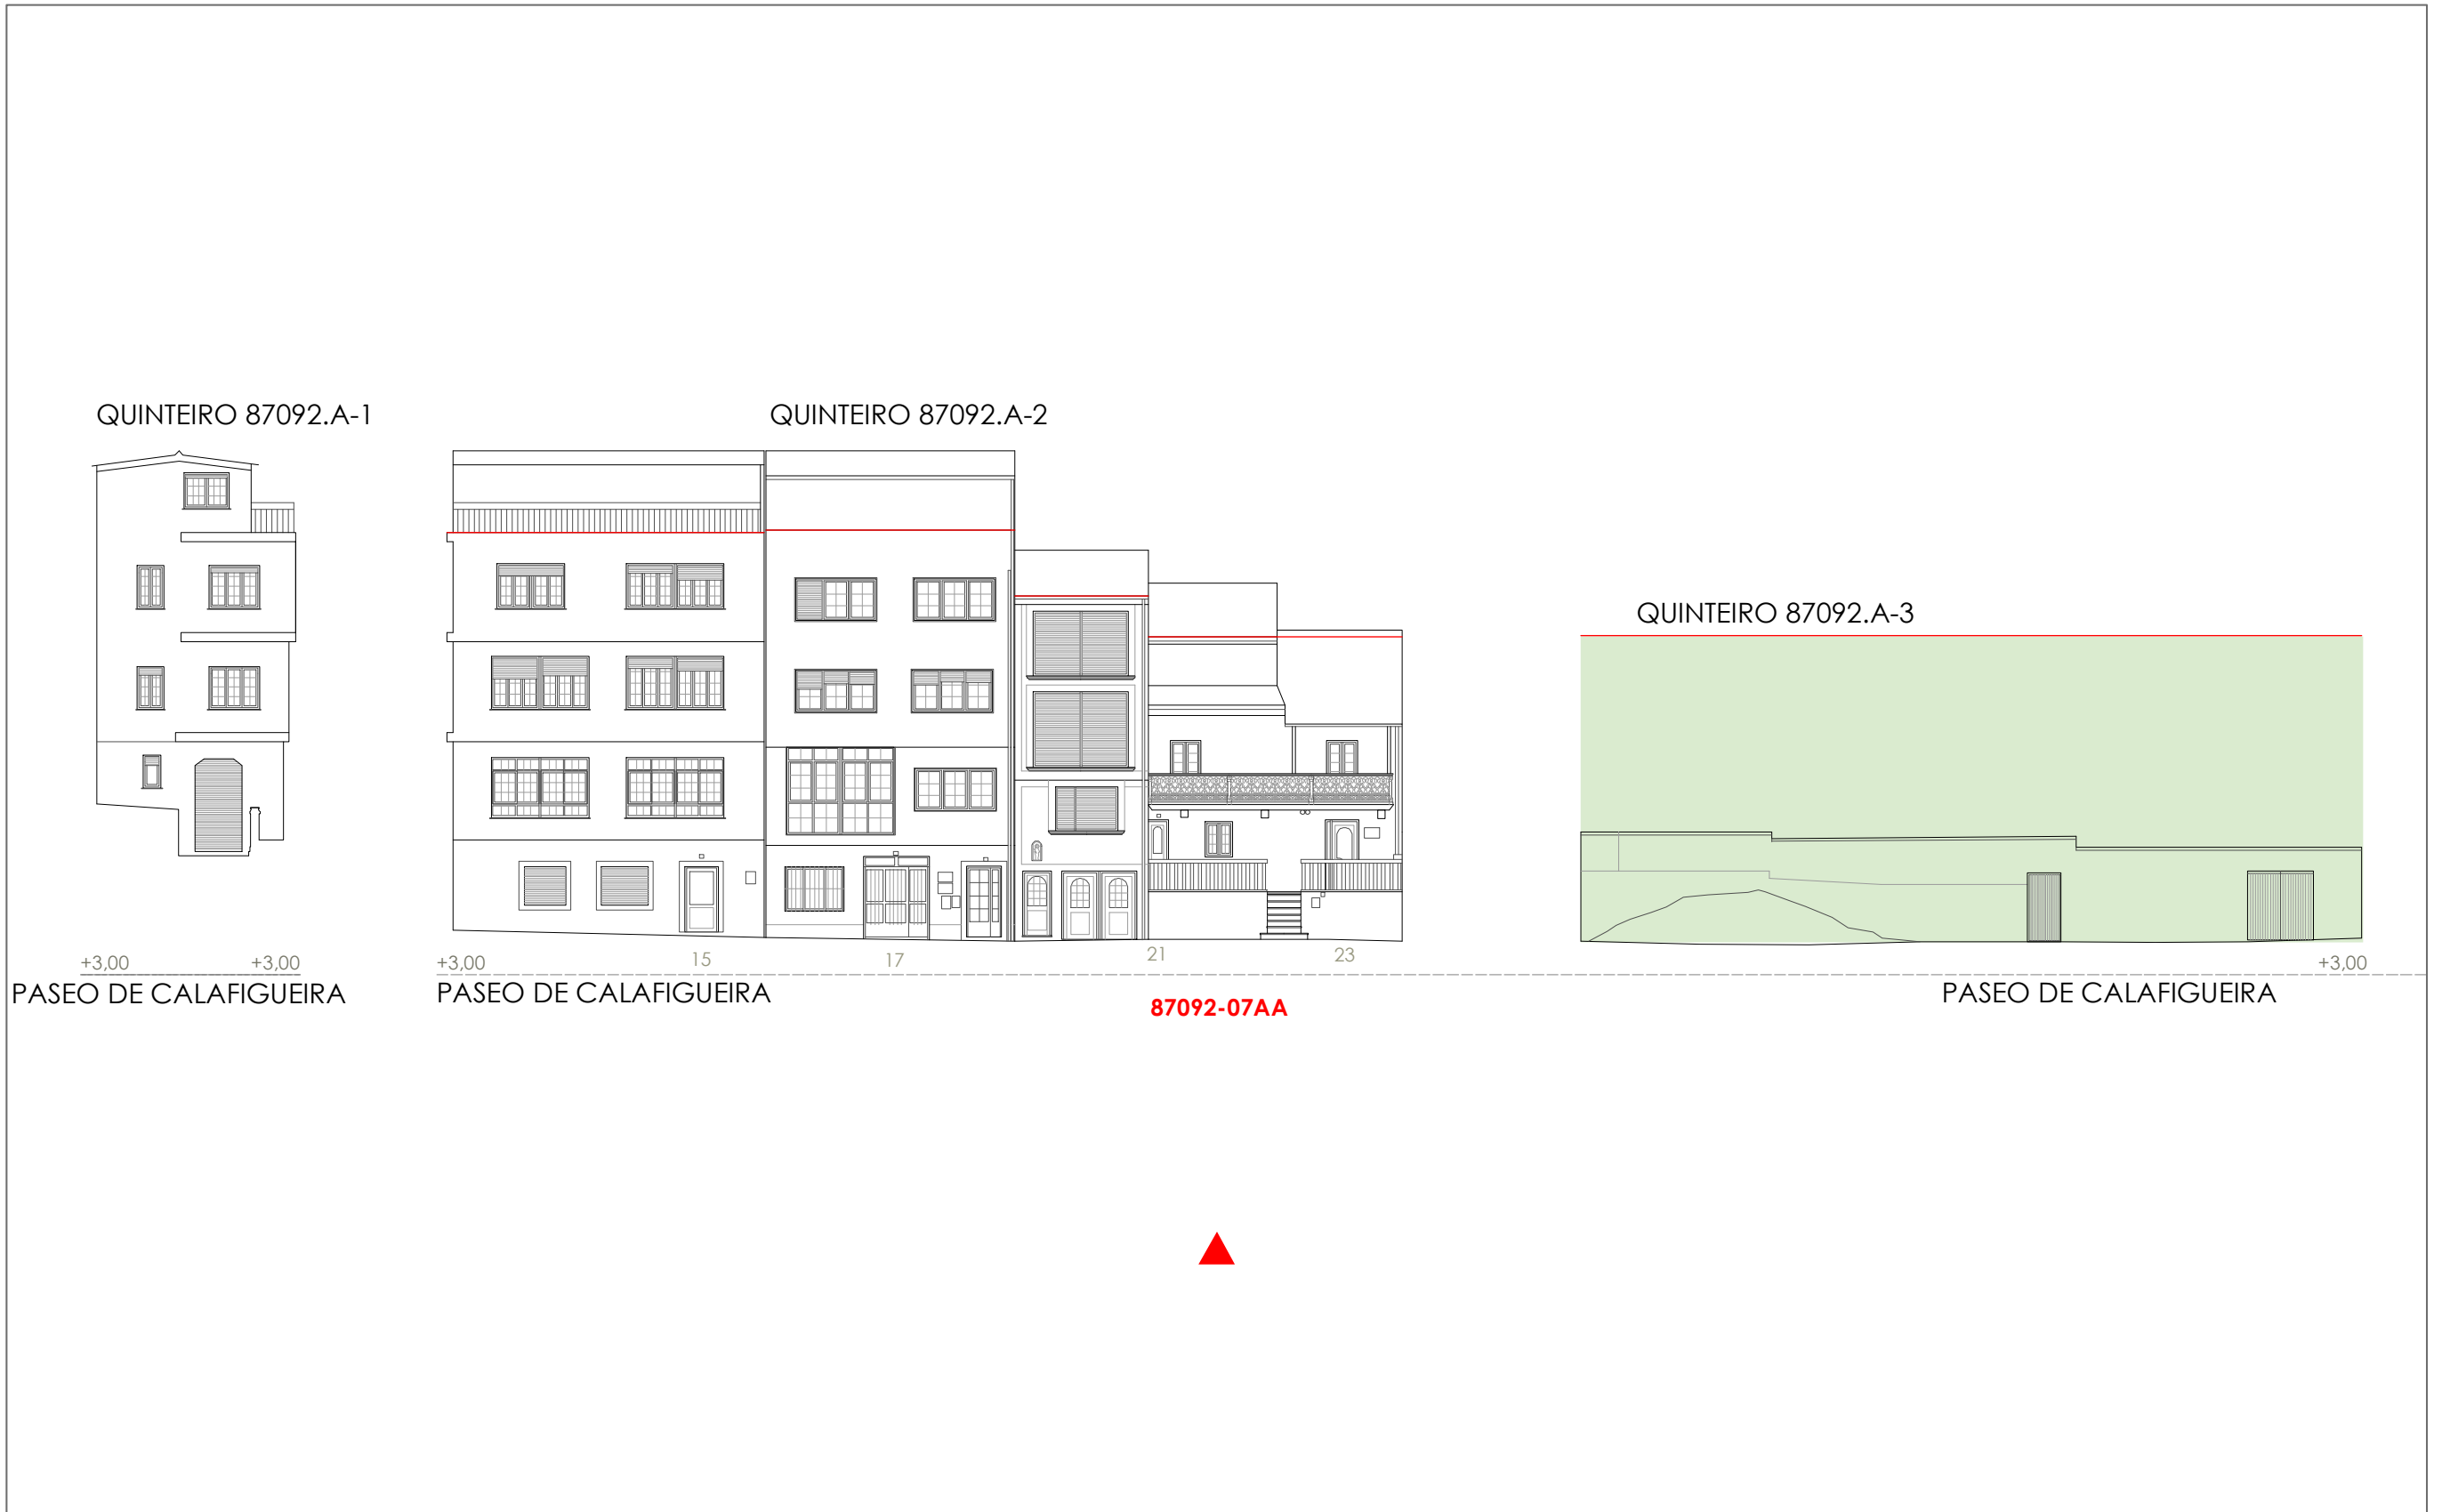 QUINTEIRO 87092.A-1
QUINTEIRO 87092.A-2
QUINTEIRO 87092.A-3
+3,00
+3,00
+3,00
15
17
21
23
+3,00
PASEO DE CALAFIGUEIRA
PASEO DE CALAFIGUEIRA
PASEO DE CALAFIGUEIRA
87092-07AA